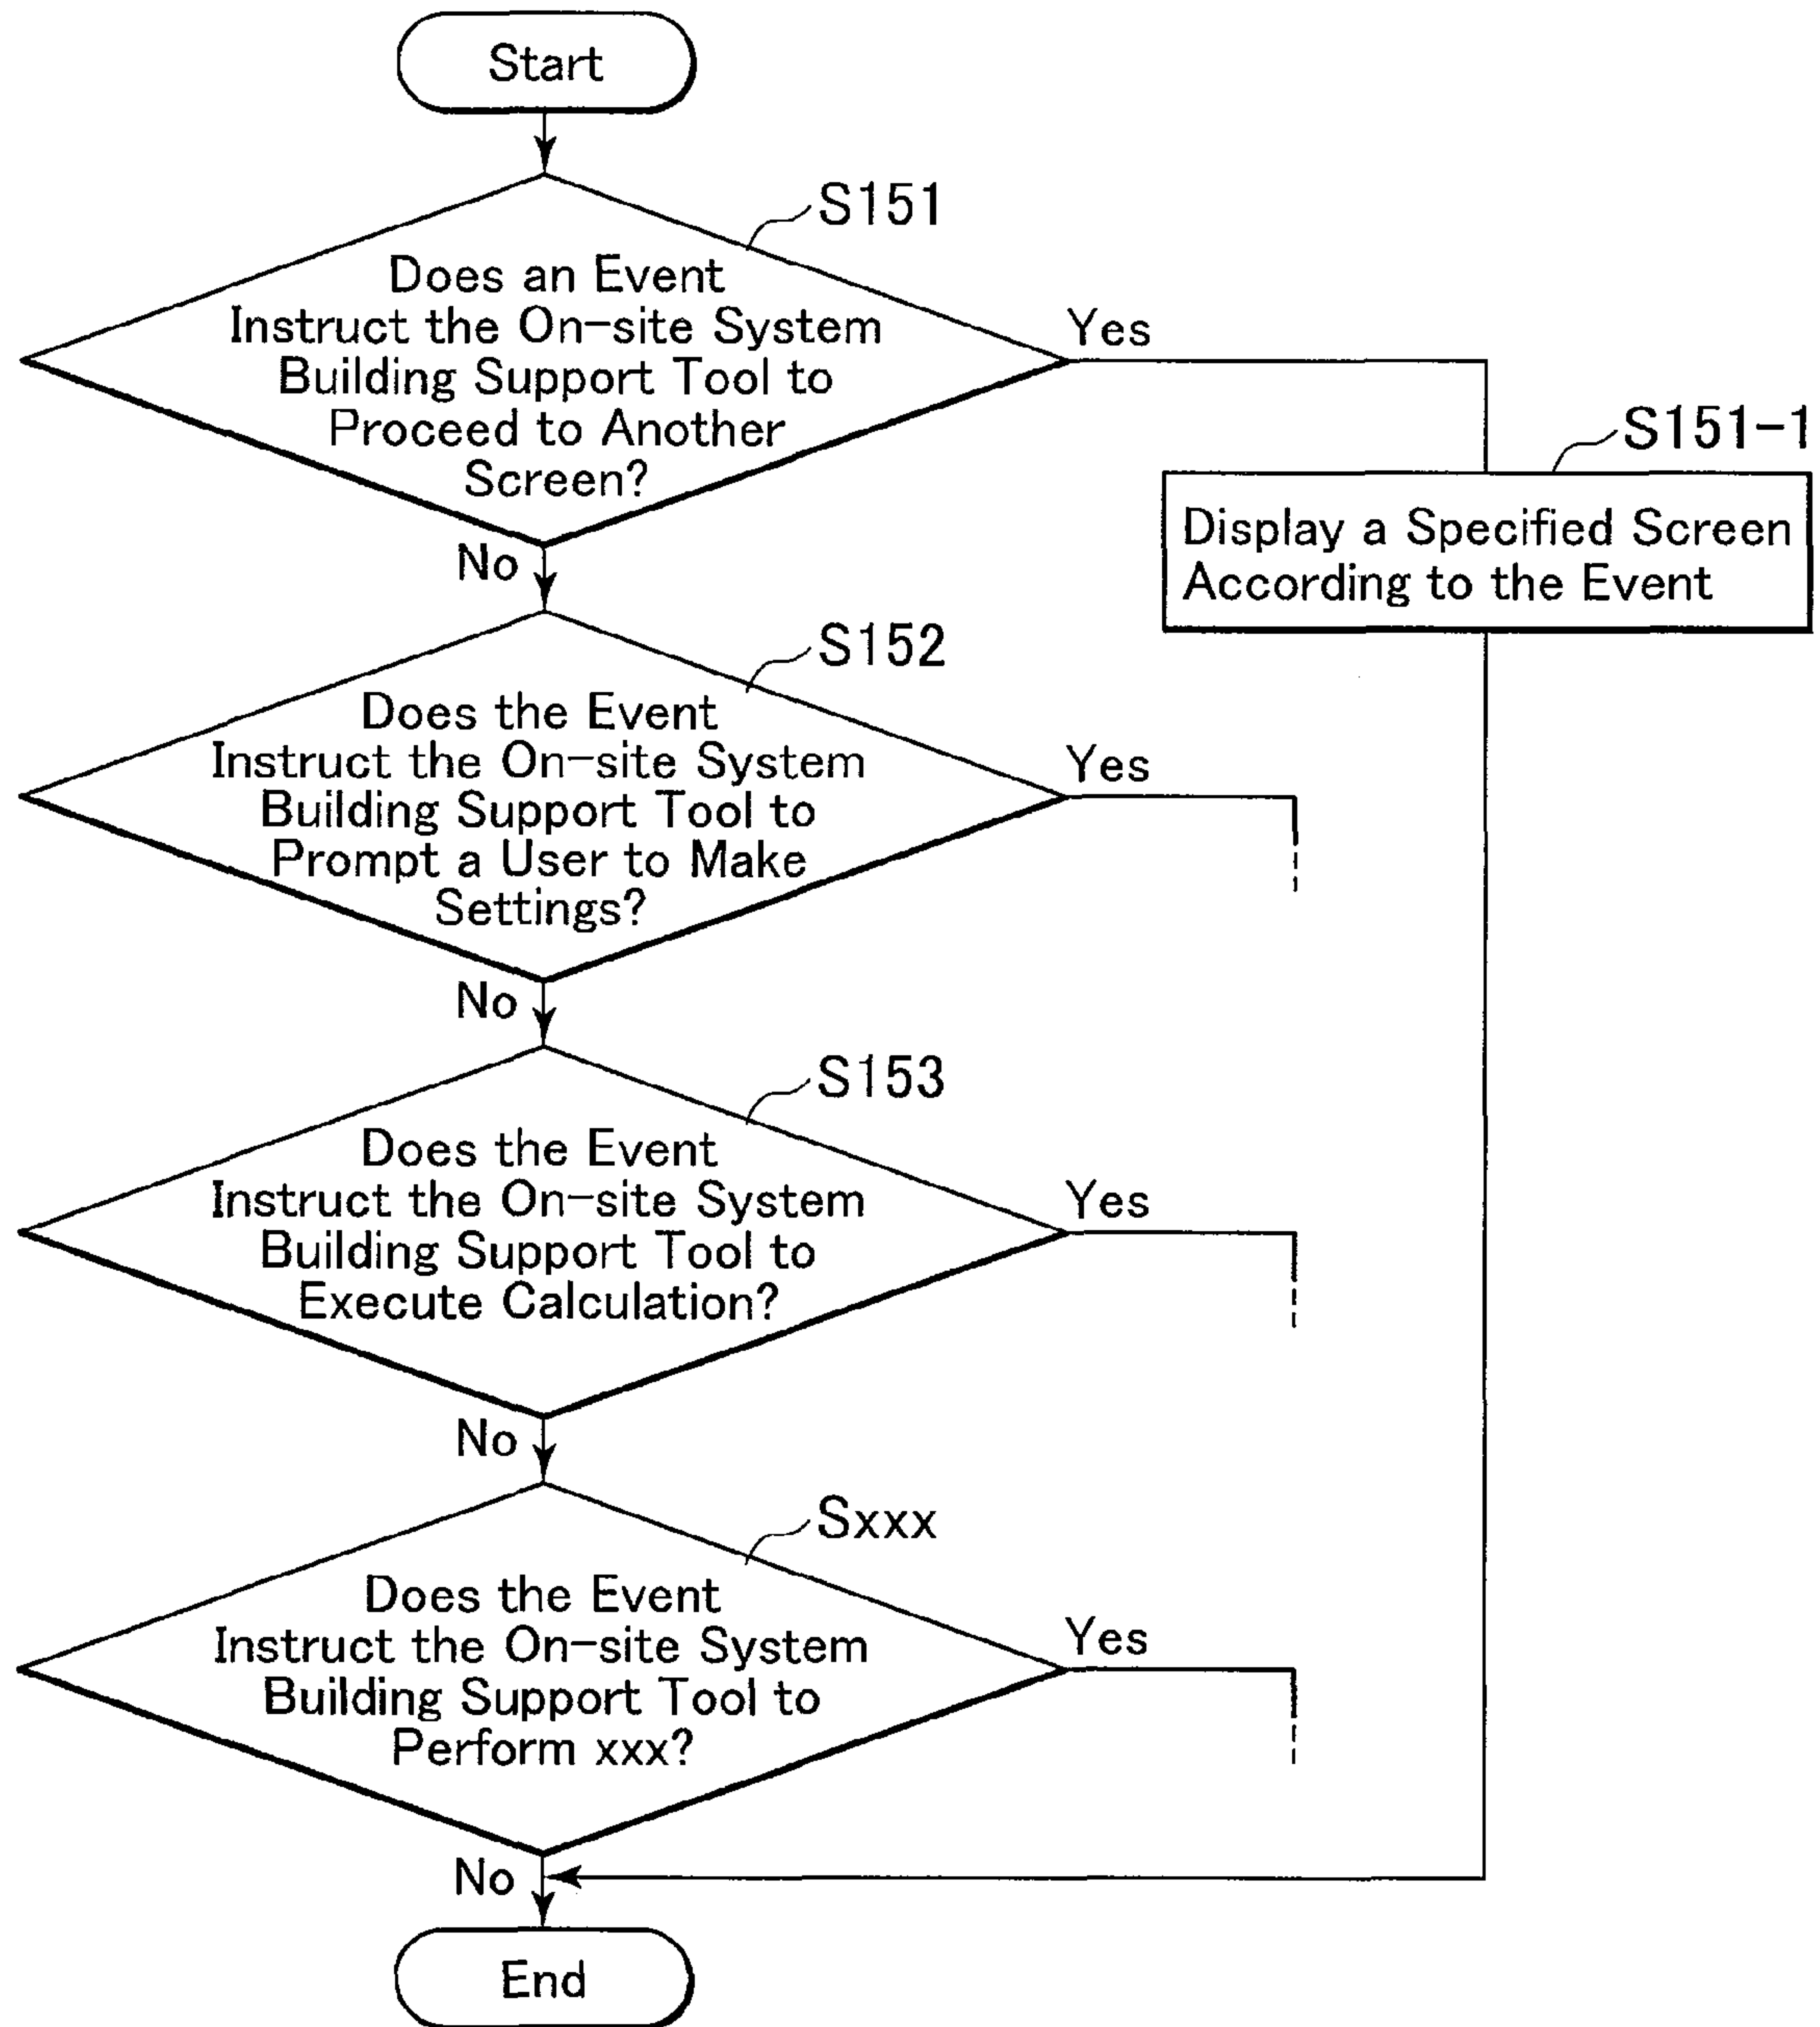 Start
S151
Does an Event
Instruct the On-site System
Building Support Tool to
Proceed to Another
Screen?
Yes
No
S151-1
Display a Specified Screen
According to the Event
S152
Does the Event
Instruct the On-site System
Building Support Tool to
Prompt a User to Make
Settings?
Yes
No
S153
Does the Event
Instruct the On-site System
Building Support Tool to
Execute Calculation?
Yes
No
Sxxx
Does the Event
Instruct the On-site System
Building Support Tool to
Perform xxx?
Yes
No
End